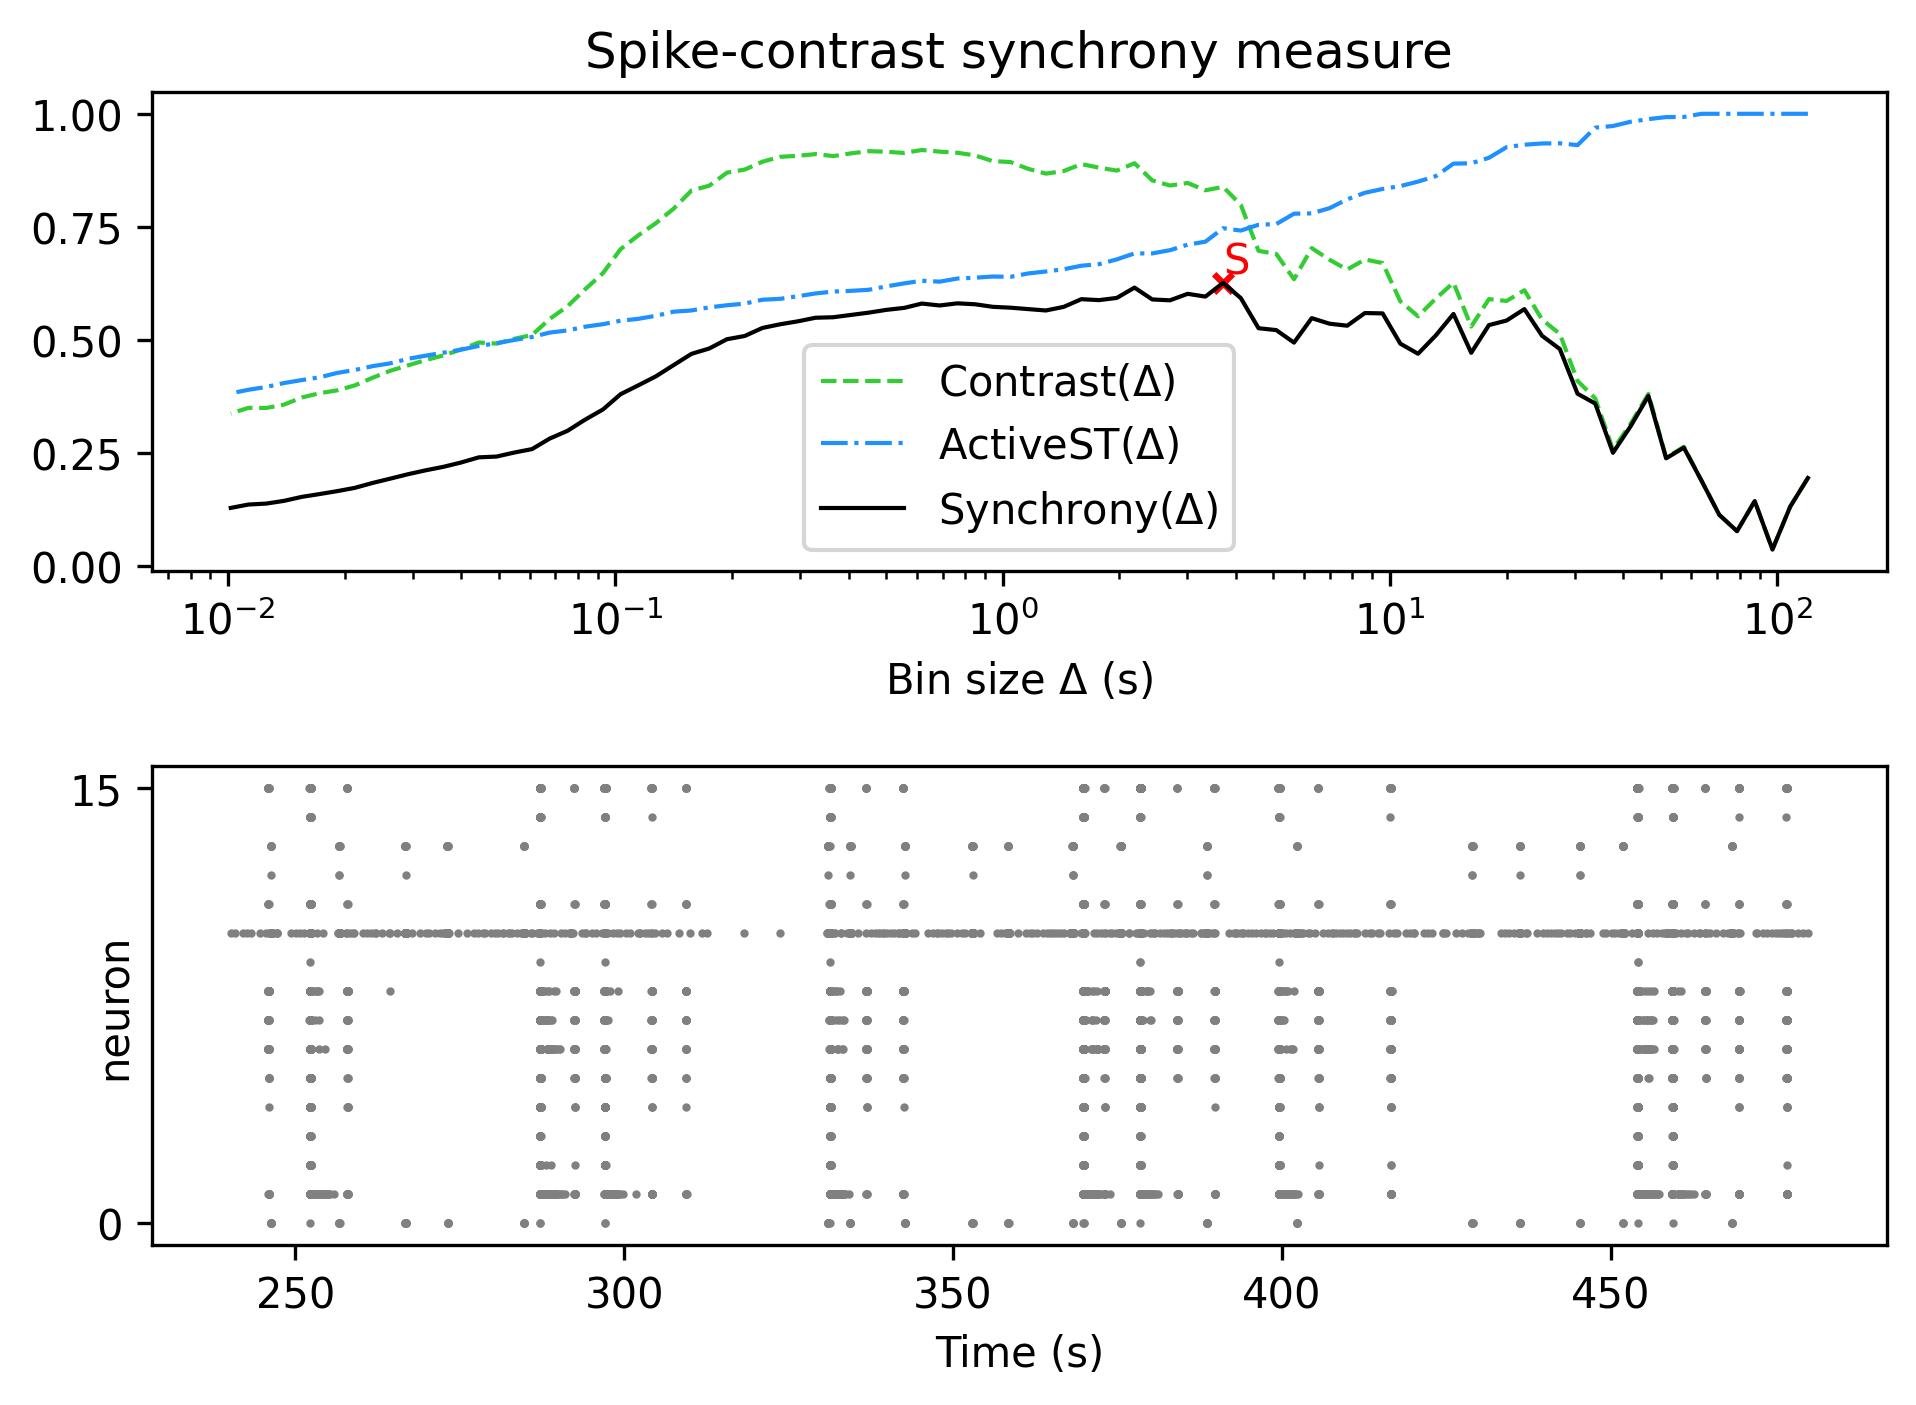 Spike-contrast synchrony measure
1.00
0.75
0.50
0.25
0.00
S
Contrast(Δ)
ActiveST(Δ)
Synchrony(Δ)
10⁻² 10⁻¹ 10⁰ 10¹ 10²
Bin size Δ (s)
15
neuron
0
250 300 350 400 450
Time (s)